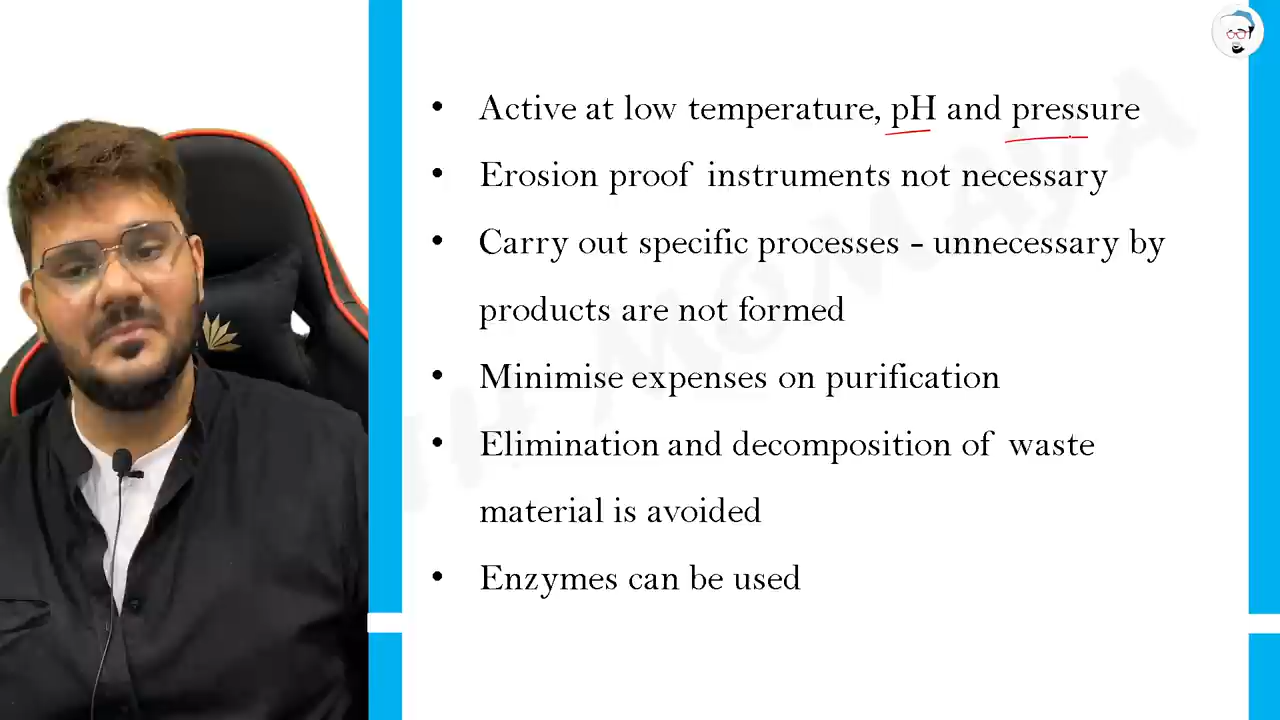 • Active at low temperature, pH and pressure
• Erosion proof instruments not necessary
• Carry out specific processes - unnecessary by
products are not formed
• Minimise expenses on purification
• Elimination and decomposition of waste
material is avoided
• Enzymes can be used